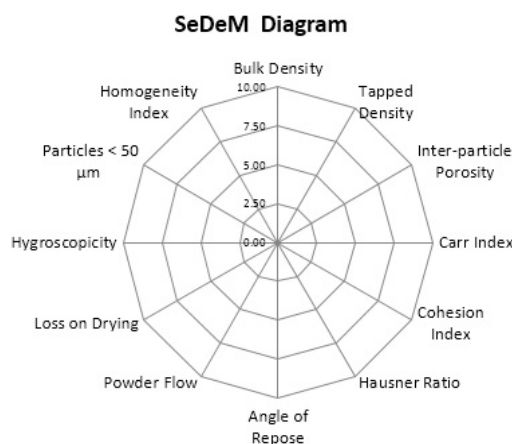 SeDeM Diagram
Bulk Density
Tapped
Density
Inter-particle
Porosity
Carr Index
Cohesion
Index
Hausner Ratio
Angle of
Repose
Powder Flow
Loss on Drying
Hygroscopicity
Particles < 50
μm
Homogeneity
Index
10.00
7.50
5.00
2.50
0.00